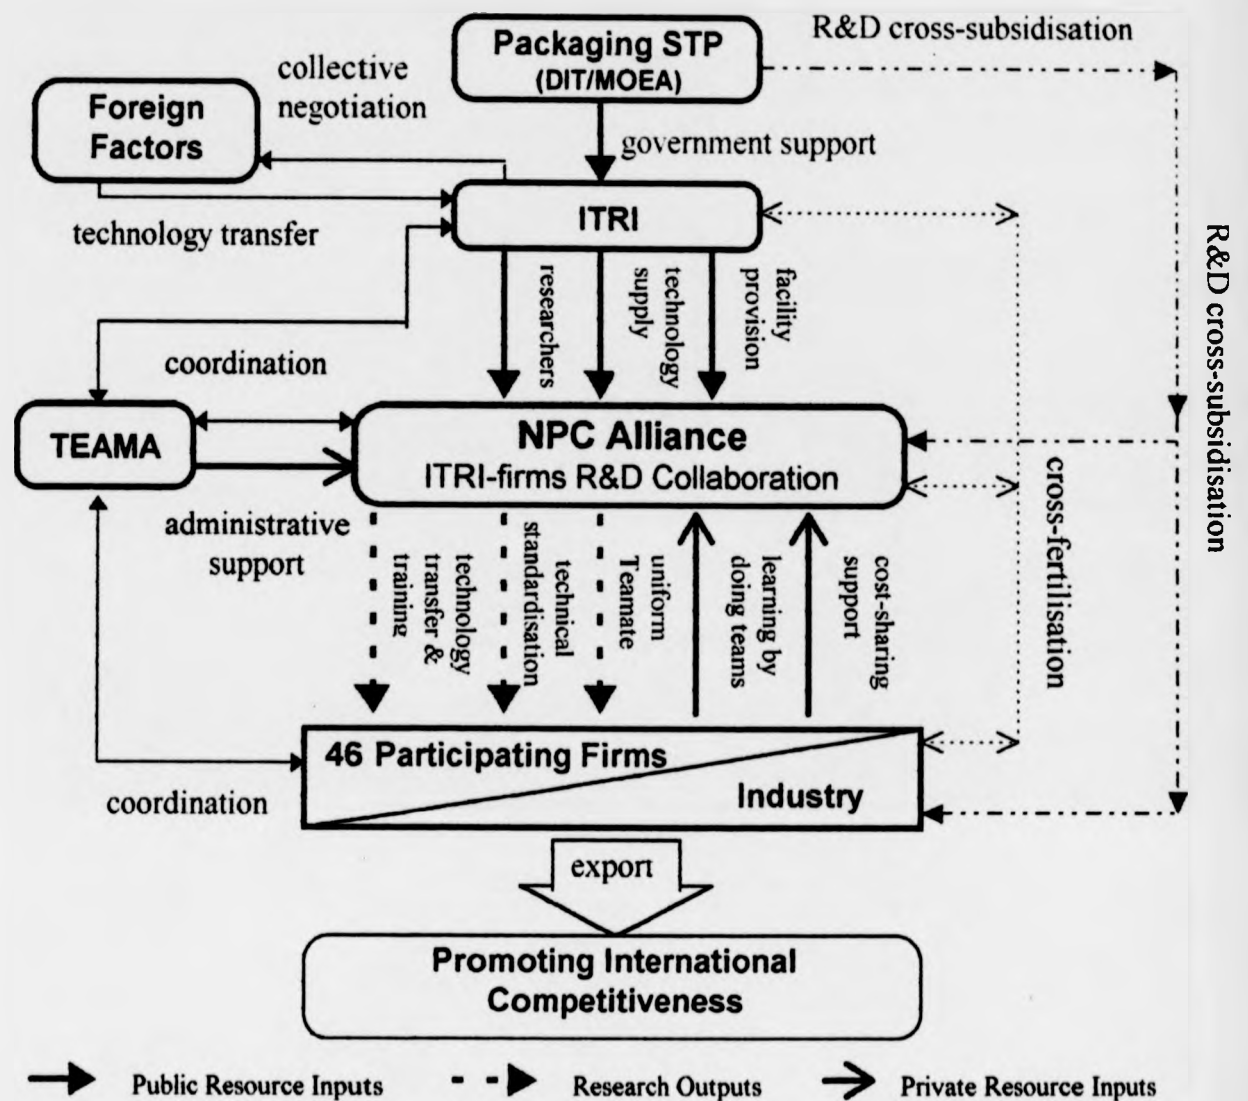 R&D cross-subsidisation
Packaging STP
(DIT/MOEA)
collective
negotiation
Foreign
Factors
government support
ITRI
technology transfer
researchers
technology
supply
facility
provision
R&D cross-subsidisation
coordination
TEAMA
NPC Alliance
ITRI-firms R&D Collaboration
administrative
support
technology
transfer &
training
technical
standardisation
uniform
Teamate
learning by
doing teams
cost-sharing
support
cross-fertilisation
46 Participating Firms
Industry
coordination
export
Promoting International
Competitiveness
Public Resource Inputs
Research Outputs
Private Resource Inputs